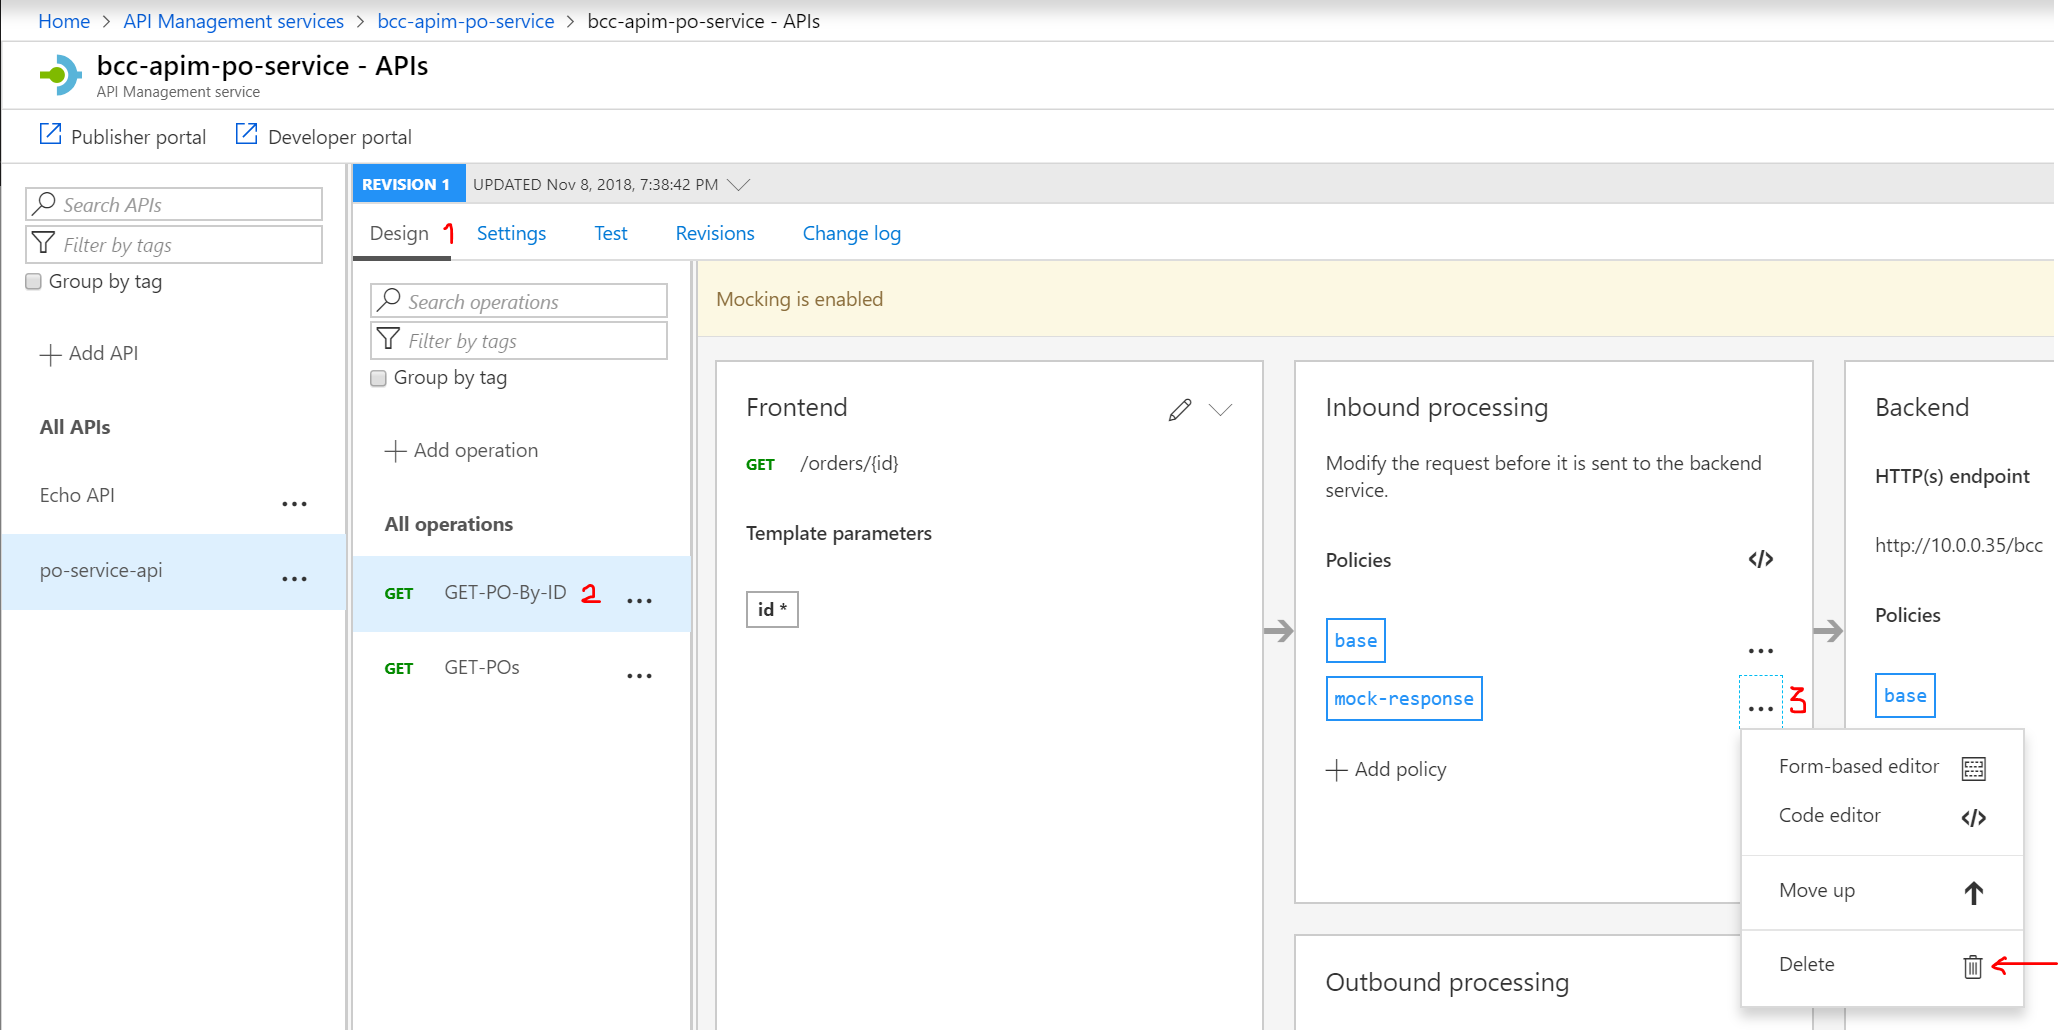 Home > API Management services > bcc-apim-po-service > bcc-apim-po-service - APIs
bcc-apim-po-service - APIs
API Management service
Publisher portal
Developer portal
Search APIs
Filter by tags
Group by tag
Add API
All APIs
Echo API ...
po-service-api ...
REVISION 1 UPDATED Nov 8, 2018, 7:38:42 PM
Design 1 Settings Test Revisions Change log
Search operations
Filter by tags
Group by tag
Add operation
All operations
GET GET-PO-By-ID 2 ...
GET GET-POs ...
Mocking is enabled
Frontend
GET /orders/{id}
Template parameters
id *
Inbound processing
Modify the request before it is sent to the backend
service.
Policies </>
base ...
mock-response ... 3
Add policy
Form-based editor
Code editor </>
Move up
Delete
Outbound processing
Backend
HTTP(s) endpoint
http://10.0.0.35/bcc
Policies
base